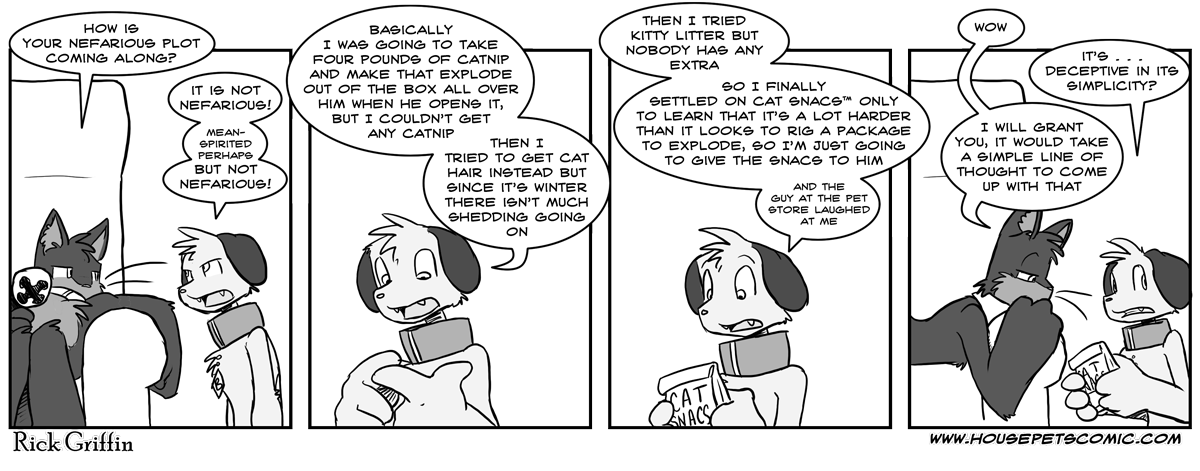 HOW IS
YOUR NEFARIOUS PLOT
COMING ALONG?
IT IS NOT
NEFARIOUS!
MEAN-
SPIRITED
PERHAPS
BUT NOT
NEFARIOUS!
BASICALLY
I WAS GOING TO TAKE
FOUR POUNDS OF CATNIP
AND MAKE THAT EXPLODE
OUT OF THE BOX ALL OVER
HIM WHEN HE OPENS IT,
BUT I COULDN'T GET
ANY CATNIP
THEN I
TRIED TO GET CAT
HAIR INSTEAD BUT
SINCE IT'S WINTER
THERE ISN'T MUCH
SHEDDING GOING
ON
THEN I TRIED
KITTY LITTER BUT
NOBODY HAS ANY
EXTRA
SO I FINALLY
SETTLED ON CAT SNACS™ ONLY
TO LEARN THAT IT'S A LOT HARDER
THAN IT LOOKS TO RIG A PACKAGE
TO EXPLODE, SO I'M JUST GOING
TO GIVE THE SNACS TO HIM
AND THE
GUY AT THE PET
STORE LAUGHED
AT ME
CAT
SNACS
WOW
IT'S . . .
DECEPTIVE IN ITS
SIMPLICITY?
I WILL GRANT
YOU, IT WOULD TAKE
A SIMPLE LINE OF
THOUGHT TO COME
UP WITH THAT
Rick Griffin
WWW.HOUSEPETSCOMIC.COM